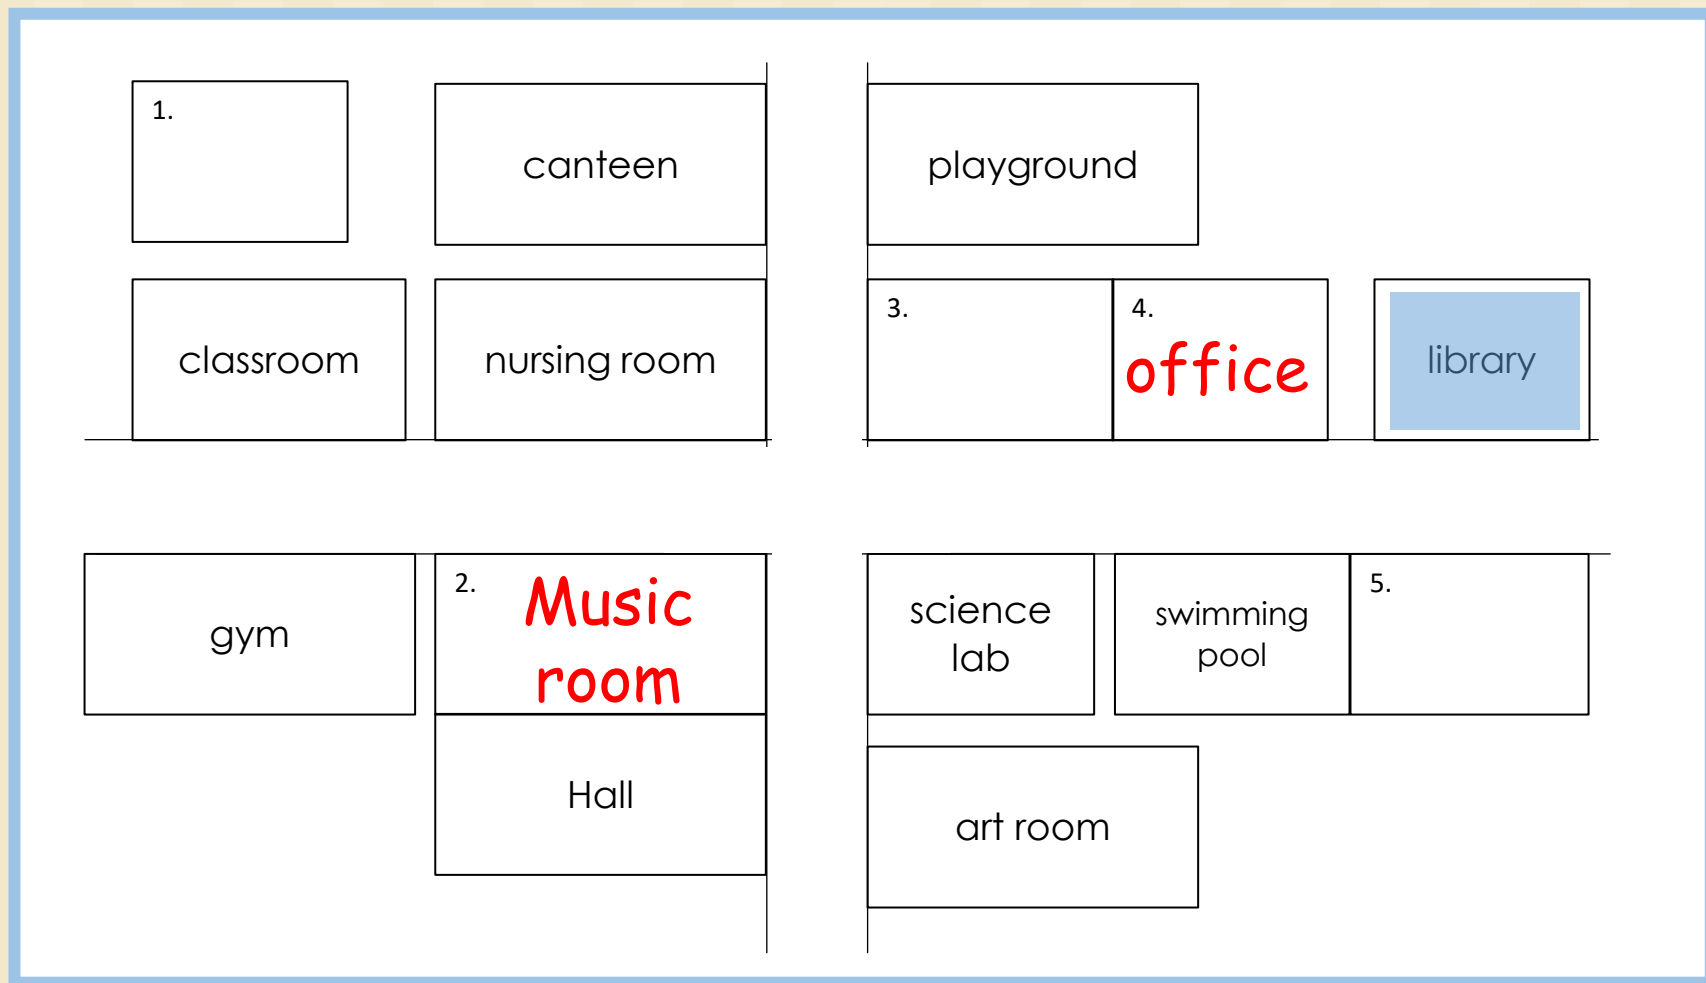 1.
canteen
playground
classroom
nursing room
3.
4.
office
library
gym
2.
Music
room
science
lab
swimming
pool
5.
Hall
art room